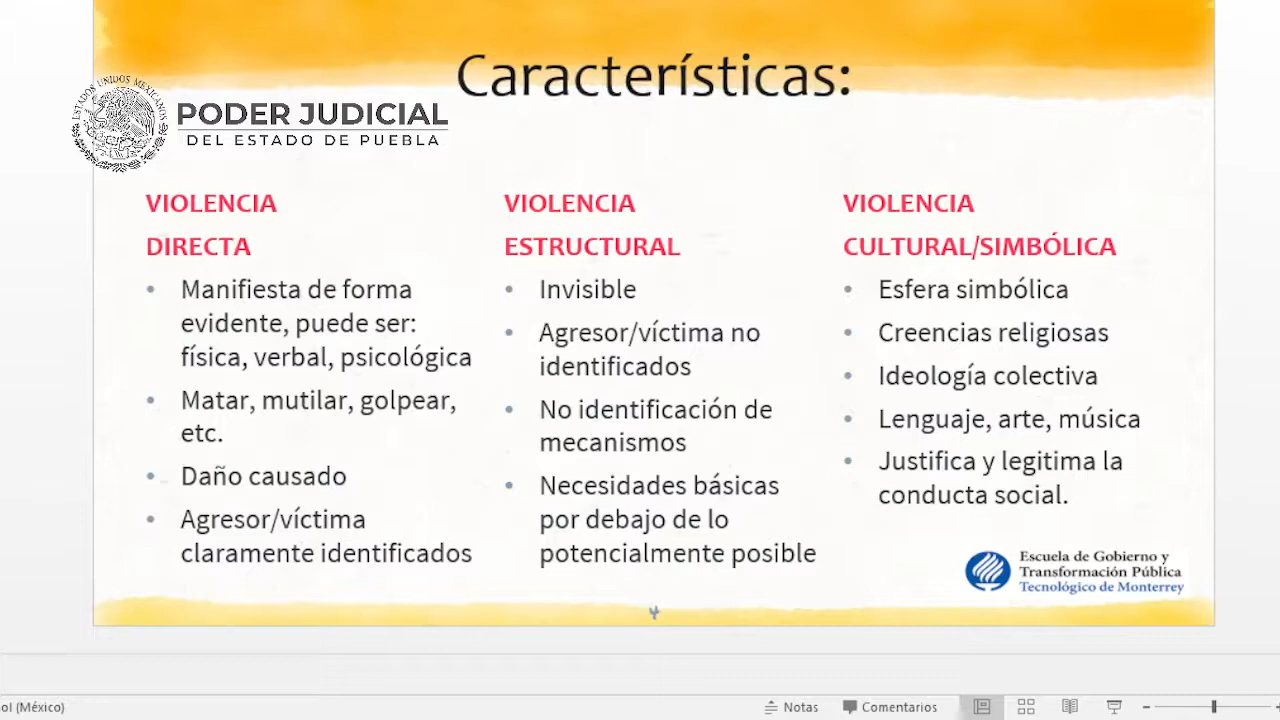 Características:
ESTADOS UNIDOS MEXICANOS
PODER JUDICIAL
DEL ESTADO DE PUEBLA
VIOLENCIA
DIRECTA
• Manifiesta de forma
evidente, puede ser:
física, verbal, psicológica
• Matar, mutilar, golpear,
etc.
• Daño causado
• Agresor/víctima
claramente identificados
VIOLENCIA
ESTRUCTURAL
• Invisible
• Agresor/víctima no
identificados
• No identificación de
mecanismos
• Necesidades básicas
por debajo de lo
potencialmente posible
VIOLENCIA
CULTURAL/SIMBÓLICA
• Esfera simbólica
• Creencias religiosas
• Ideología colectiva
• Lenguaje, arte, música
• Justifica y legitima la
conducta social.
Escuela de Gobierno y
Transformación Pública
Tecnológico de Monterrey
4
ol (México)
Notas
Comentarios